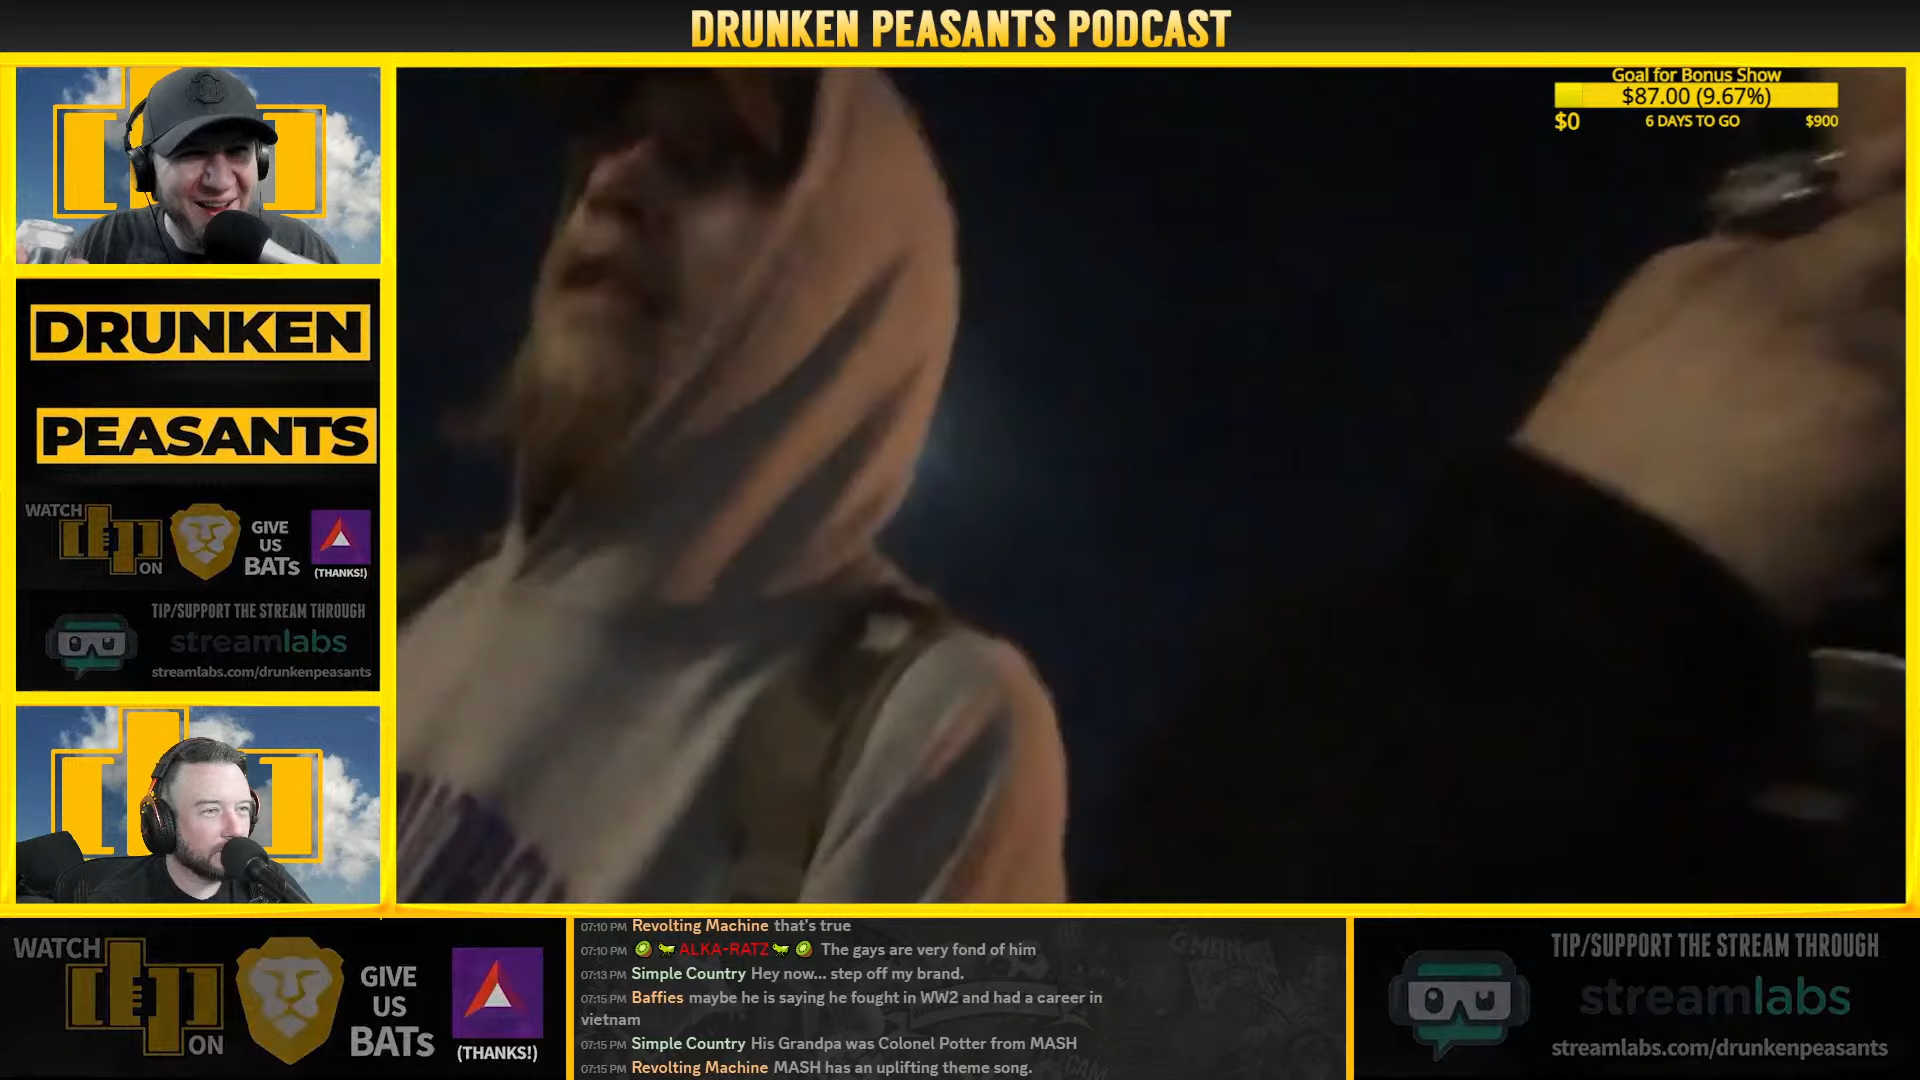 DRUNKEN PEASANTS PODCAST
Goal for Bonus Show
$87.00 (9.67%)
$0 6 DAYS TO GO $900
DRUNKEN
PEASANTS
WATCH
ON
GIVE
US
BATs
(THANKS!)
TIP/SUPPORT THE STREAM THROUGH
streamlabs
streamlabs.com/drunkenpeasants
WATCH
ON
GIVE
US
BATs
(THANKS!)
07:10 PM Revolting Machine that's true
07:10 PM ALKA-RATZ The gays are very fond of him
07:13 PM Simple Country Hey now... step off my brand.
07:15 PM Baffies maybe he is saying he fought in WW2 and had a career in
vietnam
07:15 PM Simple Country His Grandpa was Colonel Potter from MASH
07:15 PM Revolting Machine MASH has an uplifting theme song.
TIP/SUPPORT THE STREAM THROUGH
streamlabs
streamlabs.com/drunkenpeasants